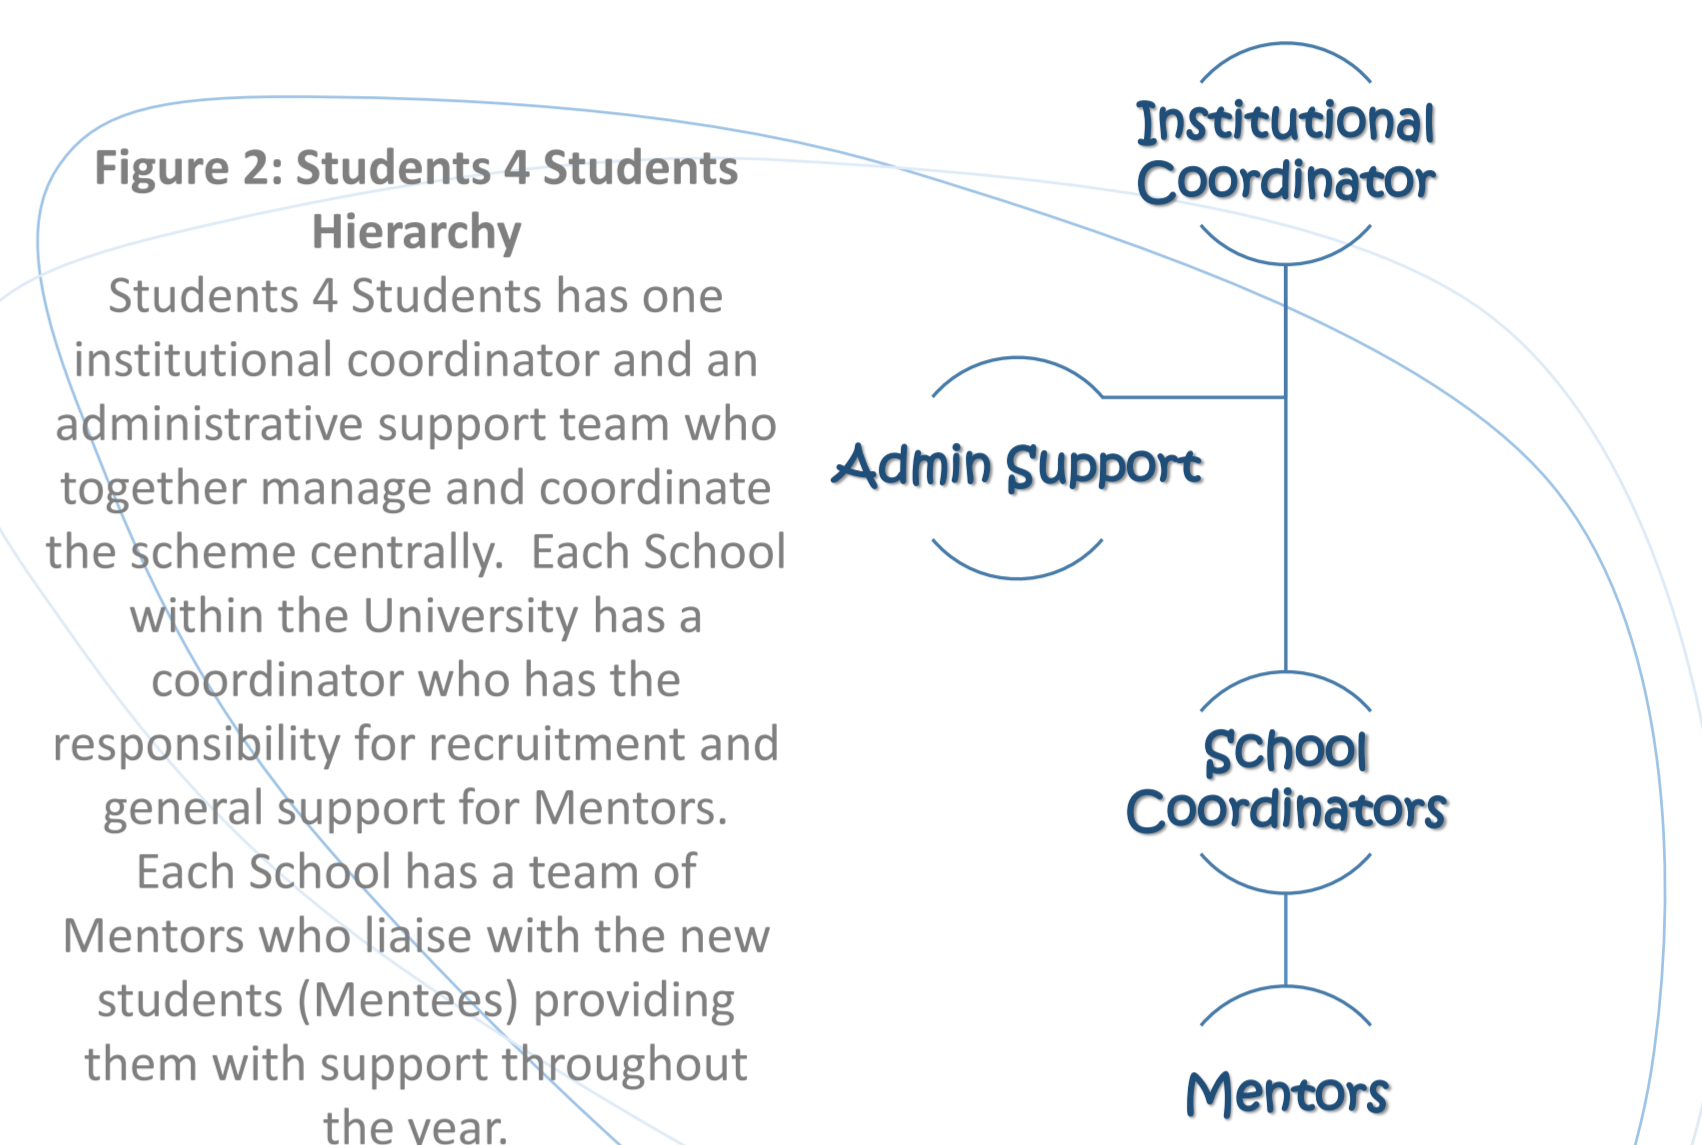 Figure 2: Students 4 Students
Hierarchy
Students 4 Students has one
institutional coordinator and an
administrative support team who
together manage and coordinate
the scheme centrally.  Each School
within the University has a
coordinator who has the
responsibility for recruitment and
general support for Mentors.
Each School has a team of
Mentors who liaise with the new
students (Mentees) providing
them with support throughout
the year.
Institutional
Coordinator
Admin Support
School
Coordinators
Mentors